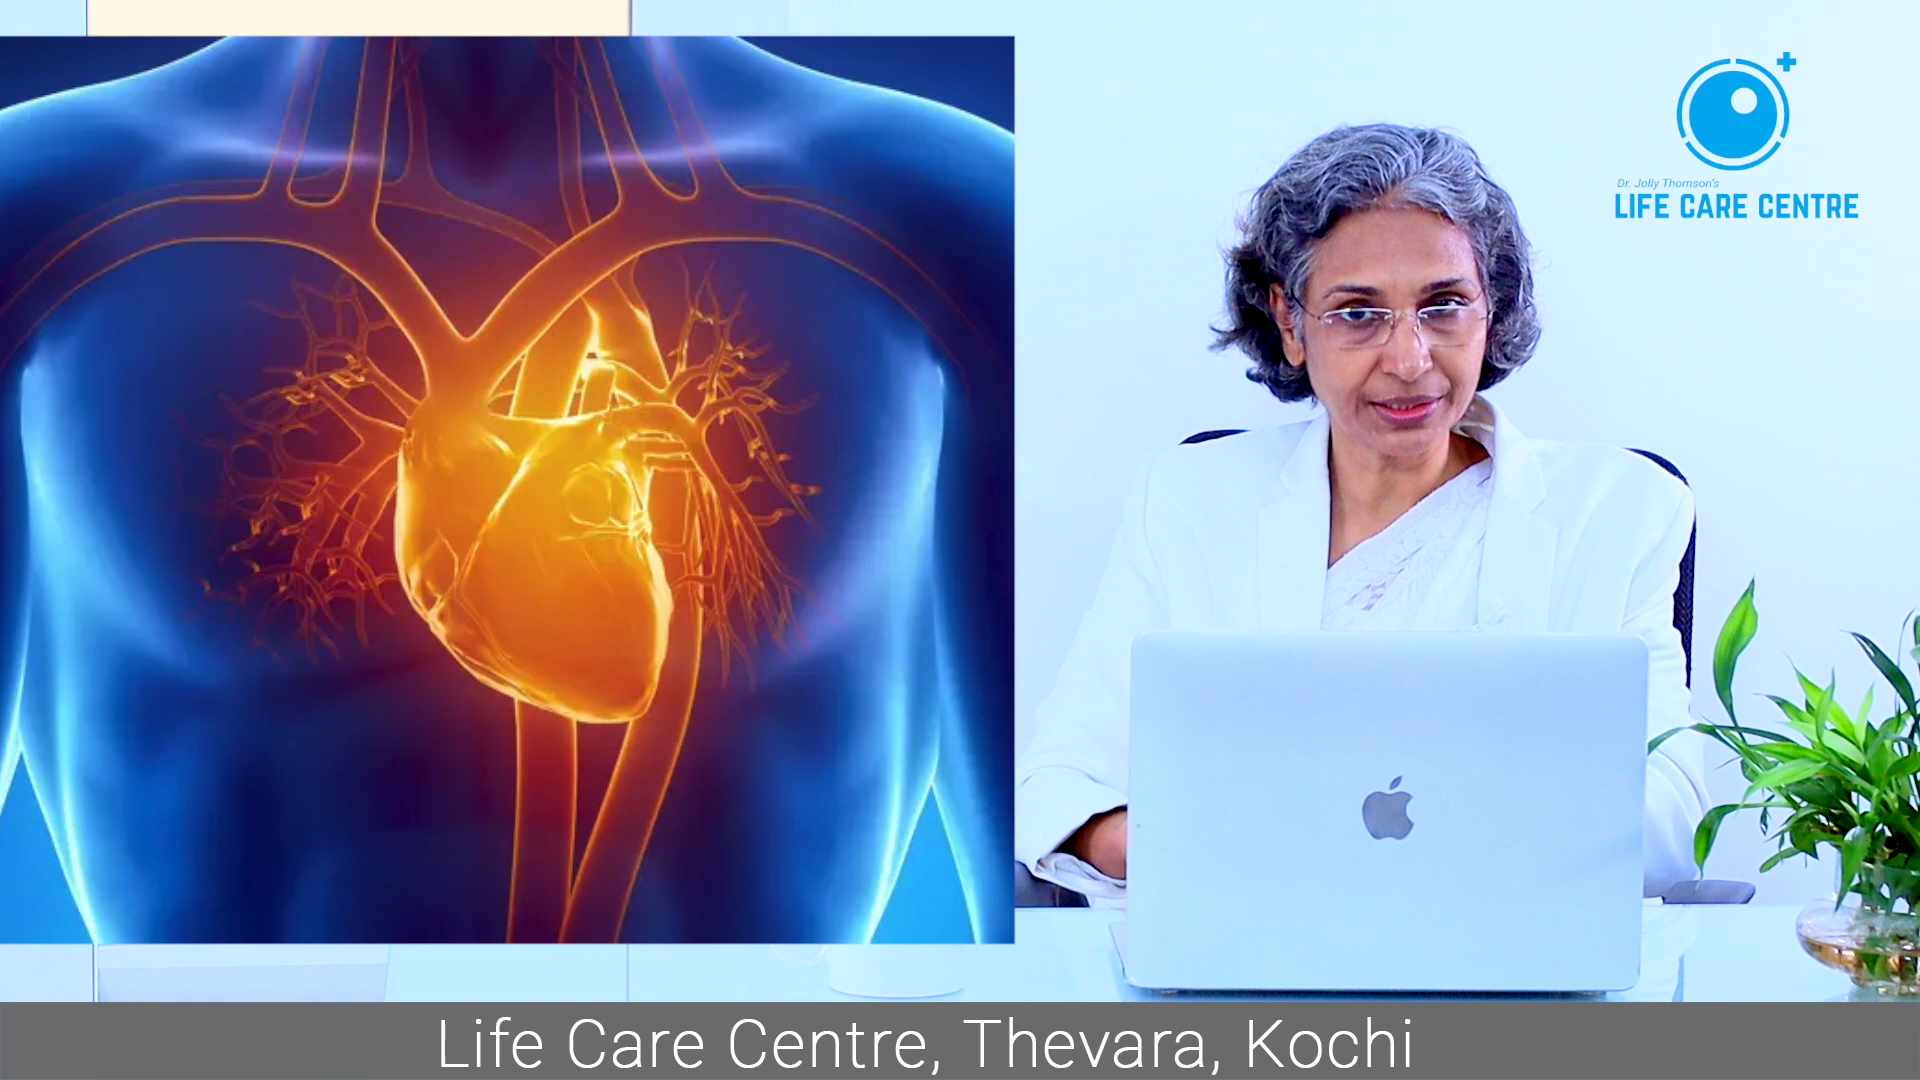 Dr. Jolly Thomson's
LIFE CARE CENTRE
Life Care Centre, Thevara, Kochi